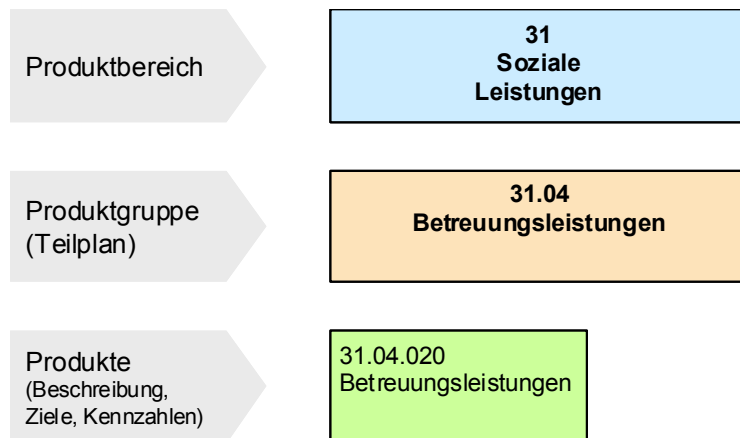 Produktbereich
31
Soziale
Leistungen
Produktgruppe
(Teilplan)
31.04
Betreuungsleistungen
Produkte
(Beschreibung,
Ziele, Kennzahlen)
31.04.020
Betreuungsleistungen